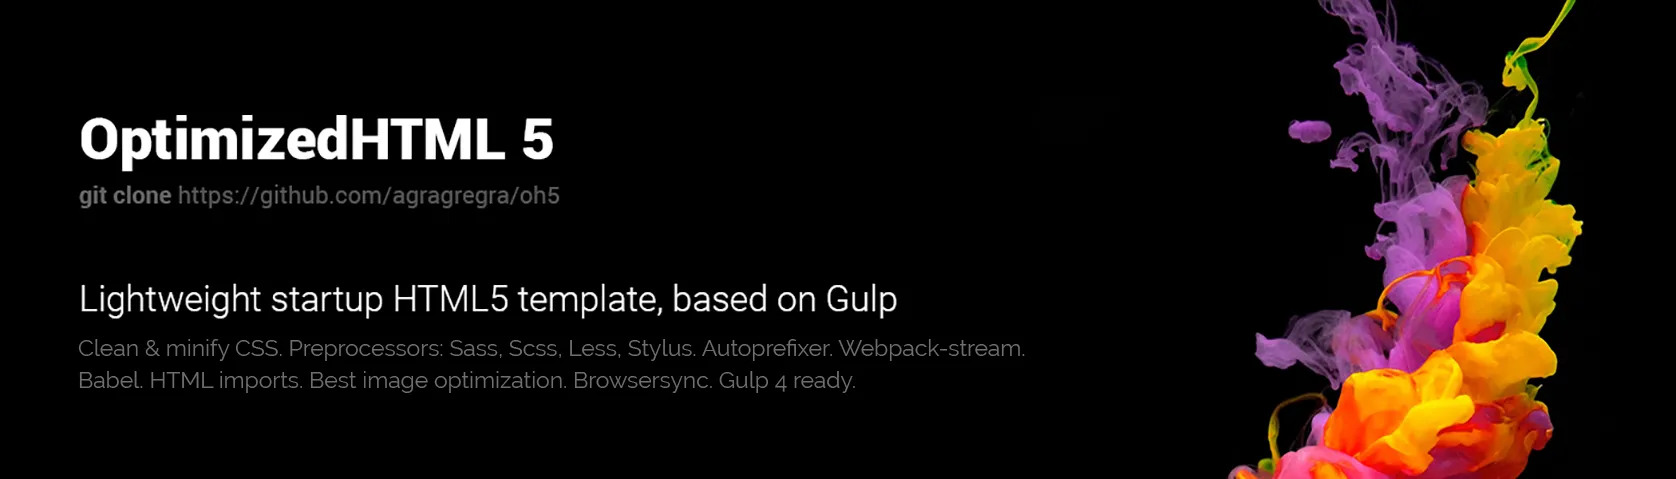 OptimizedHTML 5
git clone https://github.com/agragregra/oh5
Lightweight startup HTML5 template, based on Gulp
Clean & minify CSS. Preprocessors: Sass, Scss, Less, Stylus. Autoprefixer. Webpack-stream.
Babel. HTML imports. Best image optimization. Browsersync. Gulp 4 ready.